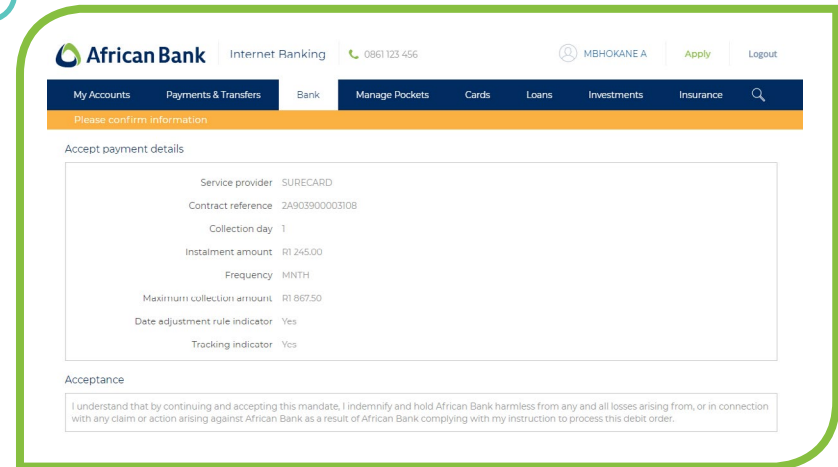 African Bank Internet Banking 0861 123 456 MBHOKANE A Apply Logout
My Accounts Payments & Transfers Bank Manage Pockets Cards Loans Investments Insurance
Please confirm information
Accept payment details
Service provider SURECARD
Contract reference 2A903900003108
Collection day 1
Instalment amount R1 245.00
Frequency MNTH
Maximum collection amount R1 867.50
Date adjustment rule indicator Yes
Tracking indicator Yes
Acceptance
I understand that by continuing and accepting this mandate, I indemnify and hold African Bank harmless from any and all losses arising from, or in connection
with any claim or action arising against African Bank as a result of African Bank complying with my instruction to process this debit order.